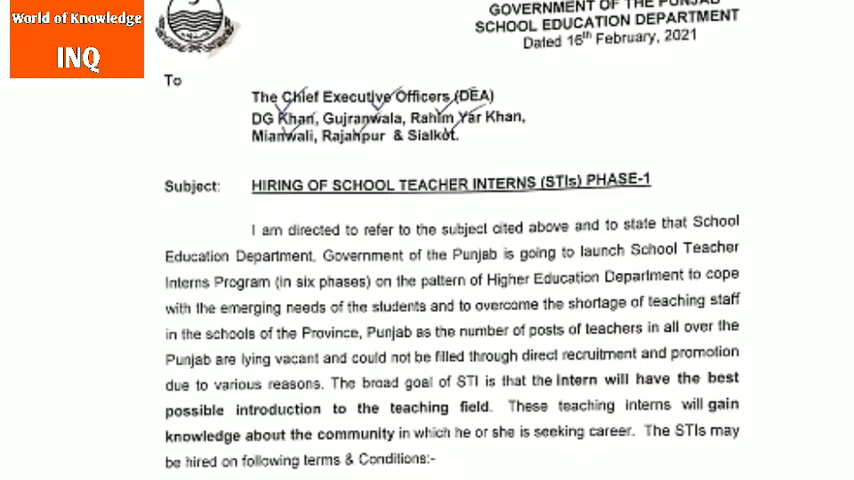 World of Knowledge
INQ
GOVERNMENT OF THE PUNJAB
SCHOOL EDUCATION DEPARTMENT
Dated 16th February, 2021
To
The Chief Executive Officers (DEA)
DG Khan, Gujranwala, Rahim Yar Khan,
Mianwali, Rajahpur & Sialkot.
Subject: HIRING OF SCHOOL TEACHER INTERNS (STIs) PHASE-1
I am directed to refer to the subject cited above and to state that School
Education Department, Government of the Punjab is going to launch School Teacher
Interns Program (in six phases) on the pattern of Higher Education Department to cope
with the emerging needs of the students and to overcome the shortage of teaching staff
in the schools of the Province, Punjab as the number of posts of teachers in all over the
Punjab are lying vacant and could not be filled through direct recruitment and promotion
due to various reasons. The broad goal of STI is that the Intern will have the best
possible introduction to the teaching field. These teaching interns will gain
knowledge about the community in which he or she is seeking career. The STIs may
be hired on following terms & Conditions:-